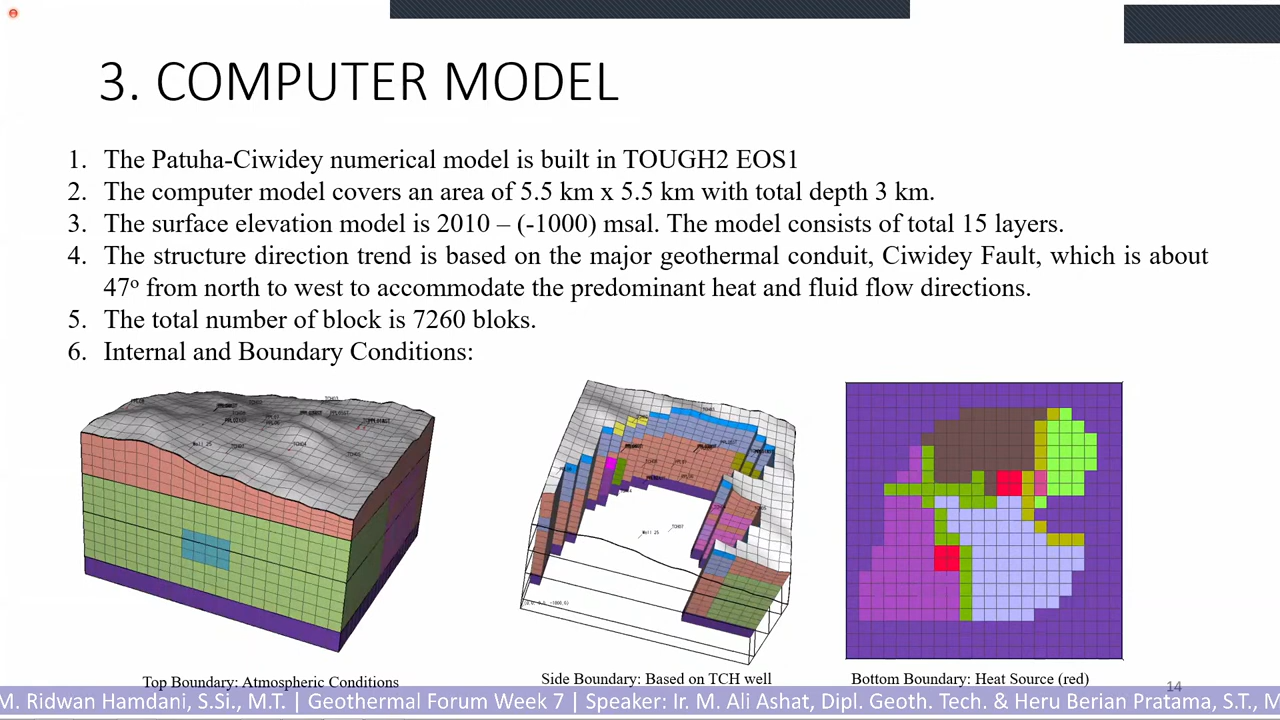 3. COMPUTER MODEL
1. The Patuha-Ciwidey numerical model is built in TOUGH2 EOS1
2. The computer model covers an area of 5.5 km x 5.5 km with total depth 3 km.
3. The surface elevation model is 2010 – (-1000) msal. The model consists of total 15 layers.
4. The structure direction trend is based on the major geothermal conduit, Ciwidey Fault, which is about
47º from north to west to accommodate the predominant heat and fluid flow directions.
5. The total number of block is 7260 bloks.
6. Internal and Boundary Conditions:
Top Boundary: Atmospheric Conditions
Side Boundary: Based on TCH well
Bottom Boundary: Heat Source (red)
14
M. Ridwan Hamdani, S.Si., M.T. | Geothermal Forum Week 7 | Speaker: Ir. M. Ali Ashat, Dipl. Geoth. Tech. & Heru Berian Pratama, S.T., M